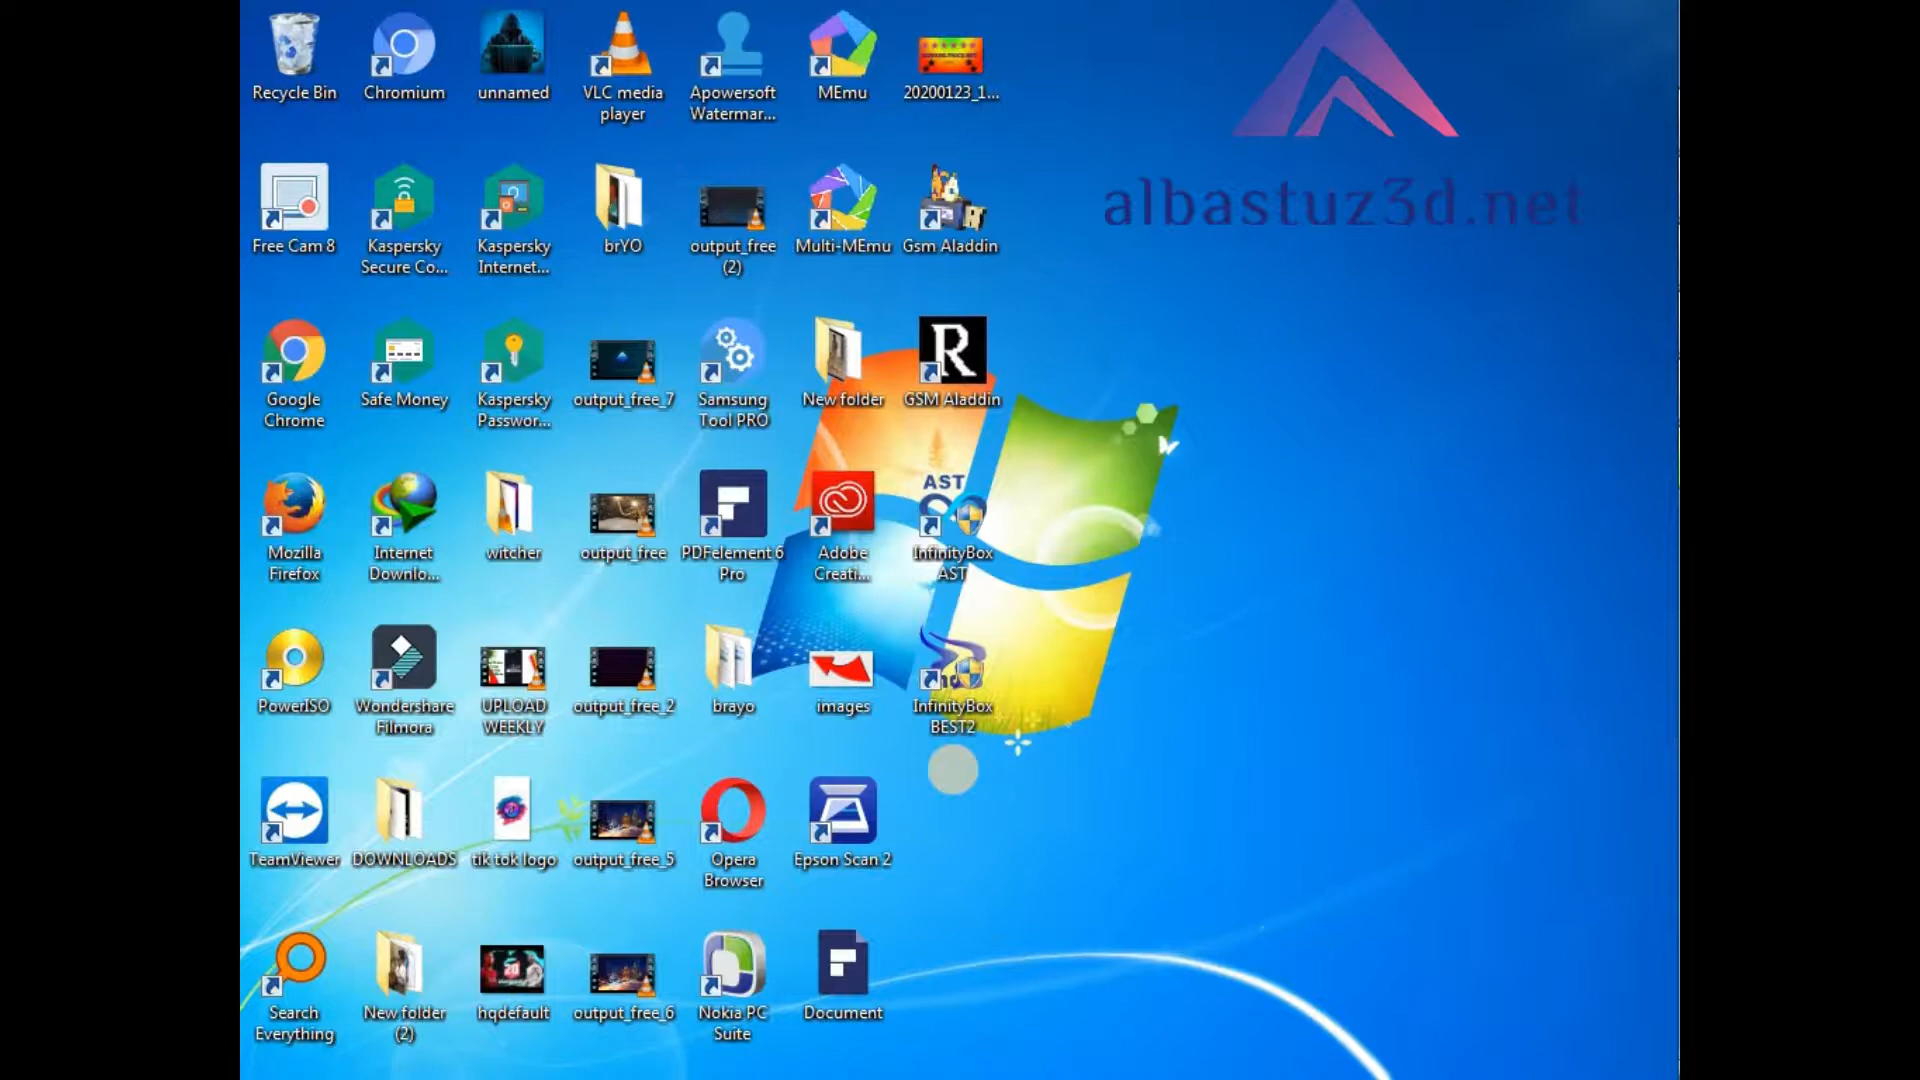 Recycle Bin
Chromium
unnamed
VLC media
player
Apowersoft
Watermar...
MEmu
20200123_1...
albastuz3d.net
Free Cam 8
Kaspersky
Secure Co...
Kaspersky
Internet...
brYO
output_free
(2)
Multi-MEmu
Gsm Aladdin
Google
Chrome
Safe Money
Kaspersky
Passwor...
output_free_7
Samsung
Tool PRO
New folder
R
GSM Aladdin
Mozilla
Firefox
Internet
Downlo...
witcher
output_free
PDFelement 6
Pro
Adobe
Creati...
AST
InfinityBox
AST
PowerISO
Wondershare
Filmora
UPLOAD
WEEKLY
output_free_2
brayo
images
InfinityBox
BEST2
TeamViewer
DOWNLOADS
tik tok logo
output_free_5
Opera
Browser
Epson Scan 2
Search
Everything
New folder
(2)
20
hqdefault
output_free_6
Nokia PC
Suite
Document